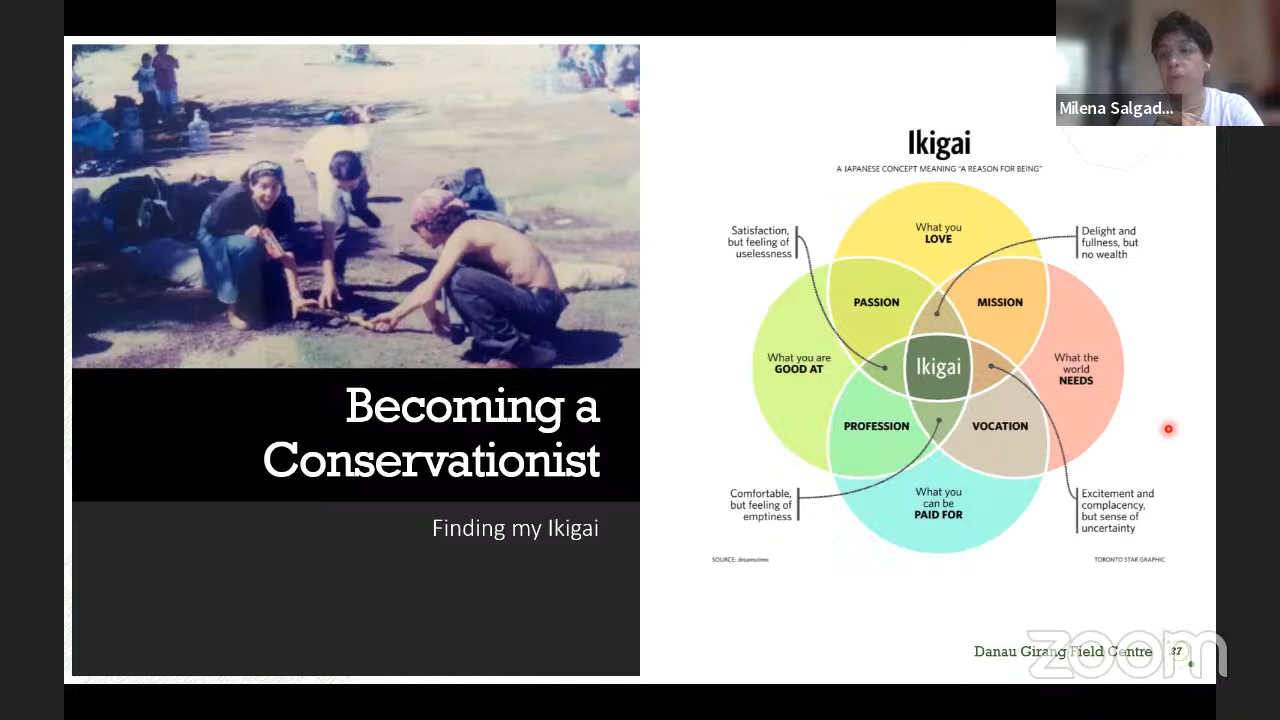 Milena Salgad...
Becoming a
Conservationist
Finding my Ikigai
Ikigai
A JAPANESE CONCEPT MEANING "A REASON FOR BEING"
What you
LOVE
Satisfaction,
but feeling of
uselessness
Delight and
fullness, but
no wealth
PASSION
MISSION
What you are
GOOD AT
Ikigai
What the
world
NEEDS
PROFESSION
VOCATION
What you
can be
PAID FOR
Comfortable,
but feeling of
emptiness
Excitement and
complacency,
but sense of
uncertainty
SOURCE: dreamstime
TORONTO STAR GRAPHIC
Danau Girang Field Centre
27
zoom